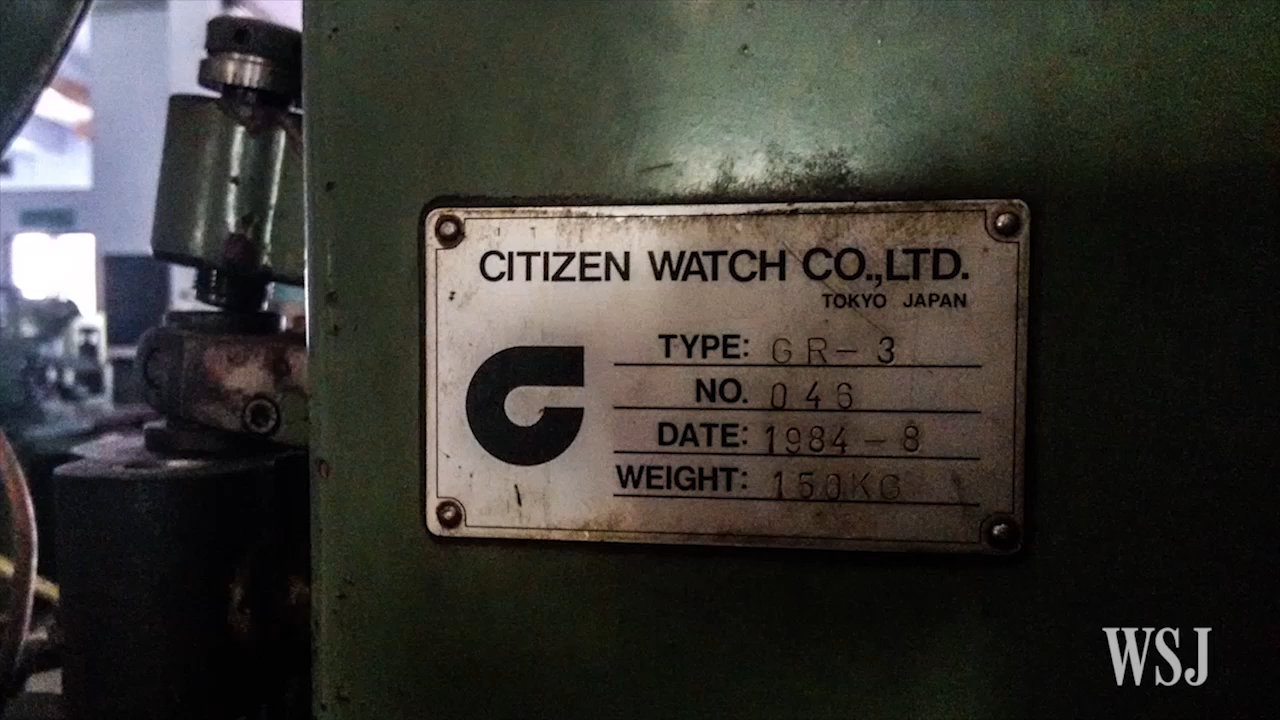 CITIZEN WATCH CO.,LTD.
TOKYO JAPAN
TYPE: GR-3
NO. 046
DATE: 1984-8
WEIGHT: 150KG
WSJ